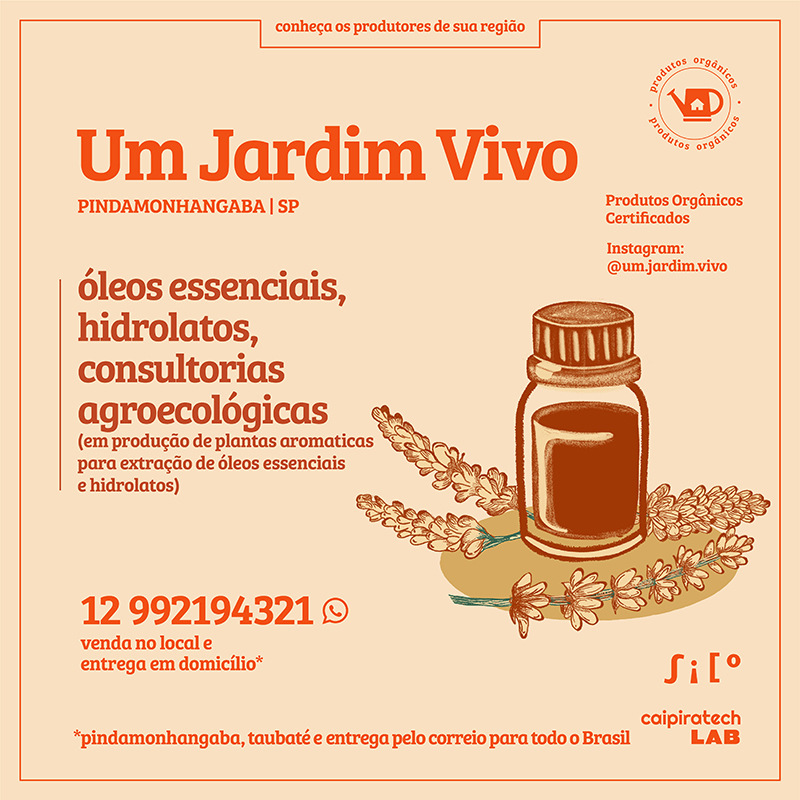 conheça os produtores de sua região
• produtos orgânicos •
produtos orgânicos
Um Jardim Vivo
PINDAMONHANGABA | SP
Produtos Orgânicos
Certificados
Instagram:
@um.jardim.vivo
óleos essenciais,
hidrolatos,
consultorias
agroecológicas
(em produção de plantas aromaticas
para extração de óleos essenciais
e hidrolatos)
12 992194321
venda no local e
entrega em domicílio*
caipiratech
LAB
*pindamonhangaba, taubaté e entrega pelo correio para todo o Brasil